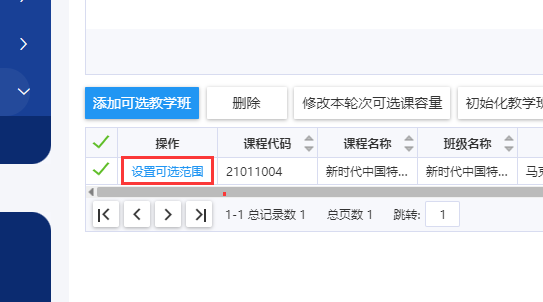 添加可选教学班 删除 修改本轮次可选课容量 初始化教学班
操作 课程代码 课程名称 班级名称
设置可选范围 21011004 新时代中国特... 新时代中国特... 马克
1-1 总记录数 1 总页数 1 跳转: 1